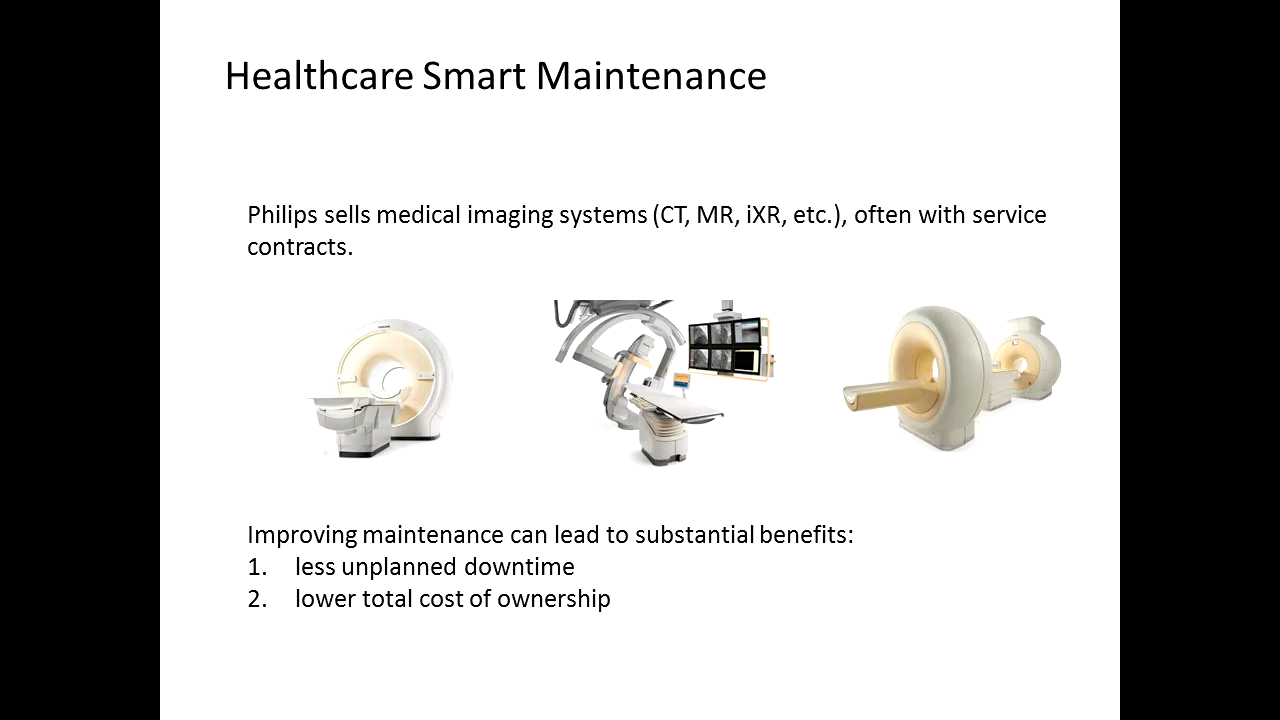 Healthcare Smart Maintenance
Philips sells medical imaging systems (CT, MR, iXR, etc.), often with service
contracts.
Improving maintenance can lead to substantial benefits:
1. less unplanned downtime
2. lower total cost of ownership